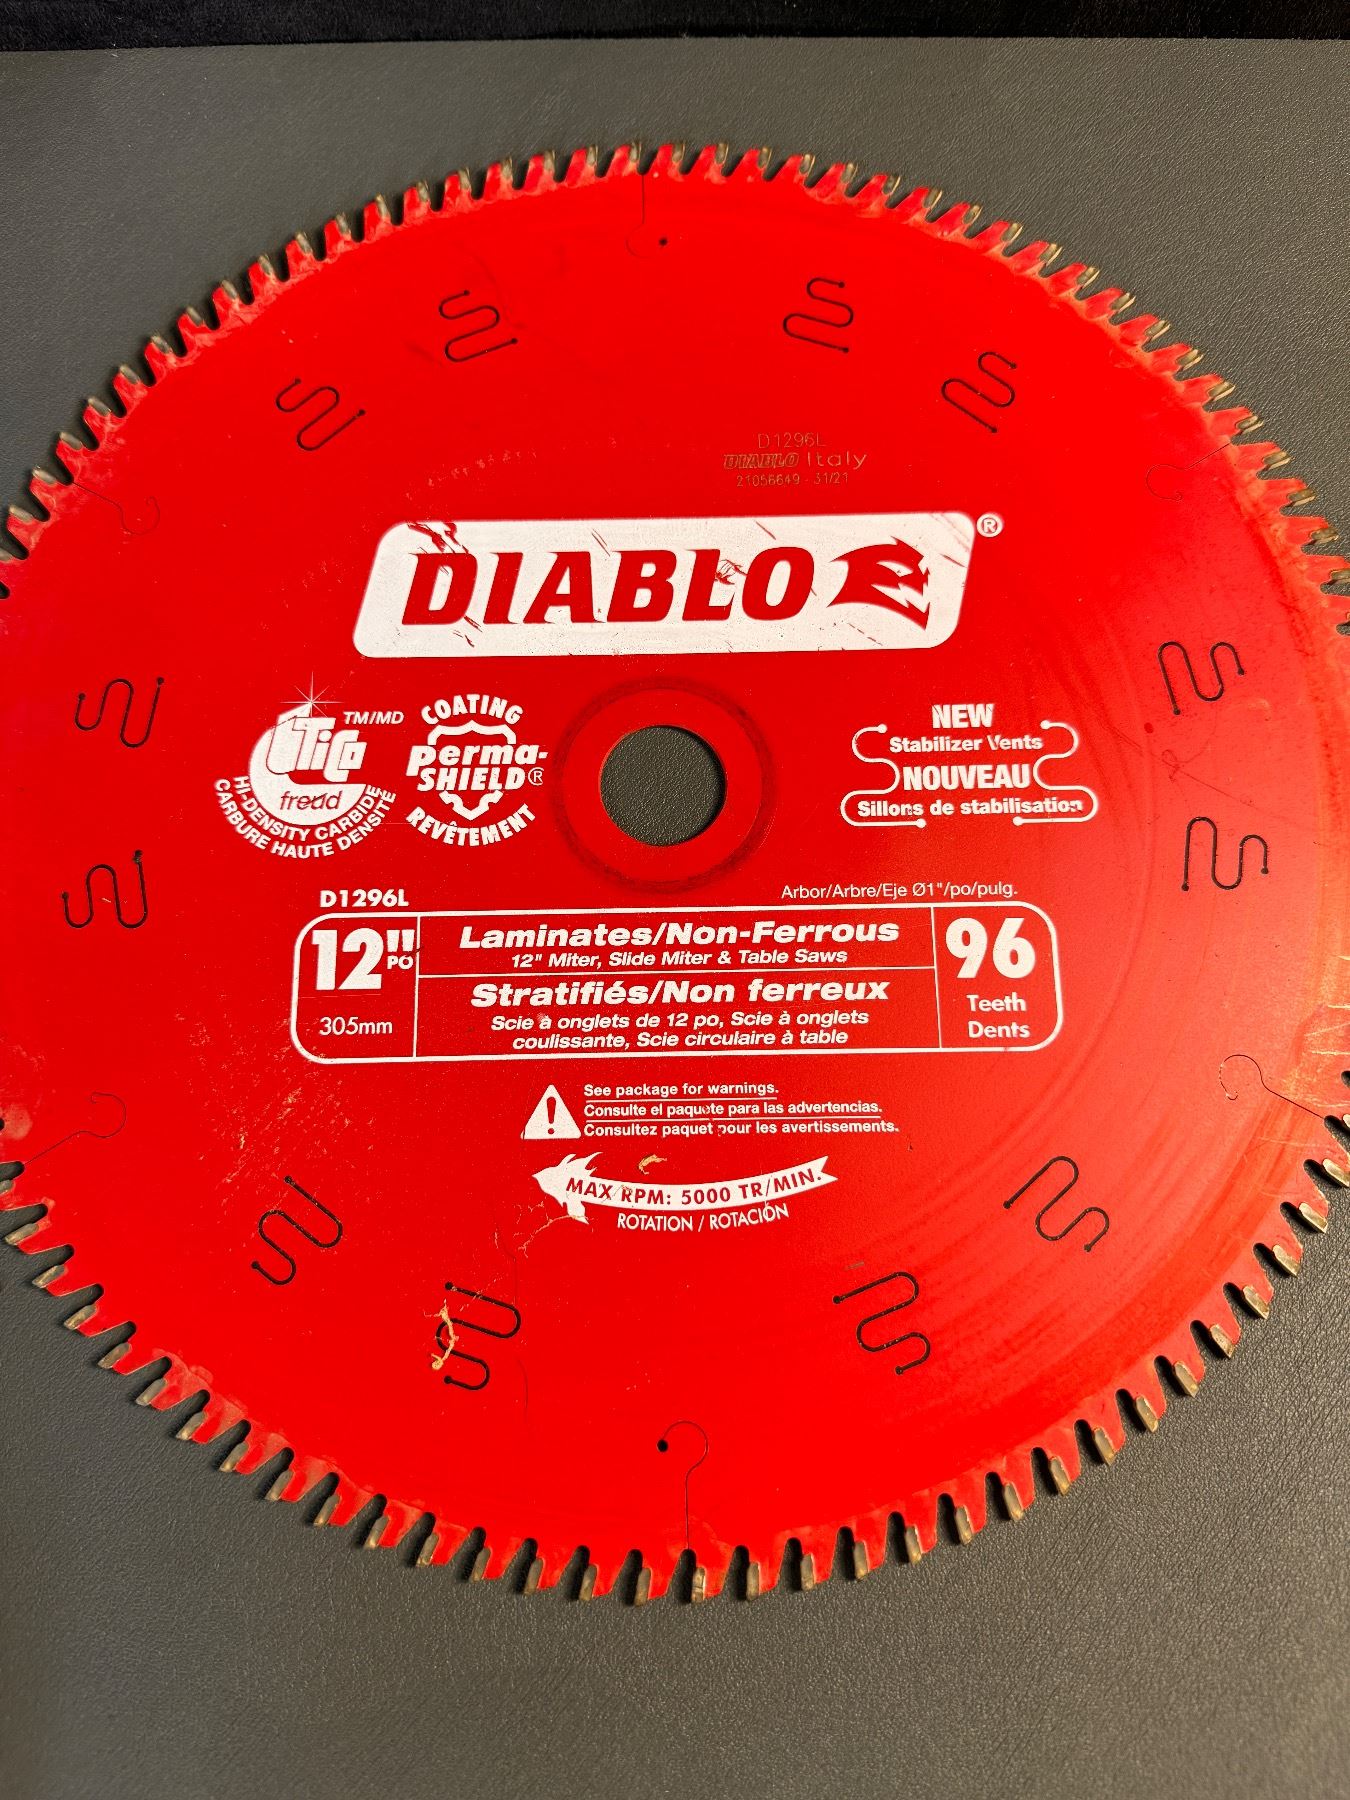 D1296L
DIABLO Italy
21056649 - 31/21
DIABLO ®
TiCo TM/MD
freud
HI-DENSITY CARBIDE
CARBURE HAUTE DENSITÉ
COATING
Perma-
SHIELD®
REVÊTEMENT
NEW
Stabilizer Vents
NOUVEAU
Sillons de stabilisation
D1296L
Arbor/Arbre/Eje Ø1"/po/pulg.
12" PO
305mm
Laminates/Non-Ferrous
12" Miter, Slide Miter & Table Saws
Stratifiés/Non ferreux
Scie à onglets de 12 po, Scie à onglets
coulissante, Scie circulaire à table
96
Teeth
Dents
See package for warnings.
Consulte el paquete para las advertencias.
Consultez paquet pour les avertissements.
MAX RPM: 5000 TR/MIN.
ROTATION / ROTACIÓN